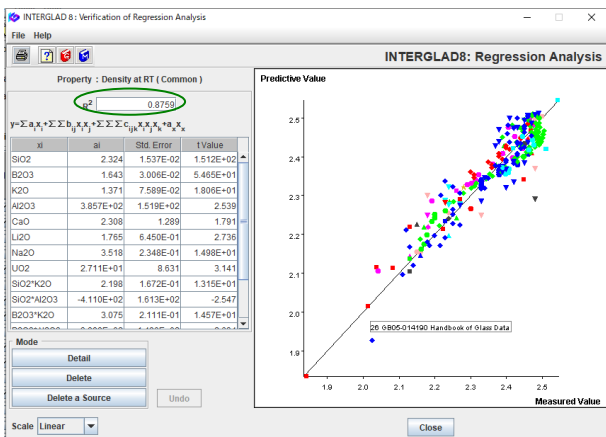 INTERGLAD 8 : Verification of Regression Analysis
File Help
INTERGLAD8: Regression Analysis
Property : Density at RT ( Common )
R2 0.8759
y=Σaixi+ΣΣbijxixj+ΣΣΣcijkxixjxk+axxx
xi ai Std. Error t Value
SiO2 2.324 1.537E-02 1.512E+02
B2O3 1.643 3.006E-02 5.465E+01
K2O 1.371 7.589E-02 1.806E+01
Al2O3 3.857E+02 1.519E+02 2.539
CaO 2.308 1.289 1.791
Li2O 1.765 6.450E-01 2.736
Na2O 3.518 2.348E-01 1.498E+01
UO2 2.711E+01 8.631 3.141
SiO2*K2O 2.198 1.672E-01 1.315E+01
SiO2*Al2O3 -4.110E+02 1.613E+02 -2.547
B2O3*K2O 3.075 2.111E-01 1.457E+01
Mode
Detail
Delete
Delete a Source Undo
Scale Linear
Predictive Value
2.5
2.4
2.3
2.2
2.1
2.0
1.9
26 GB05-014190 Handbook of Glass Data
1.9 2.0 2.1 2.2 2.3 2.4 2.5
Measured Value
Close